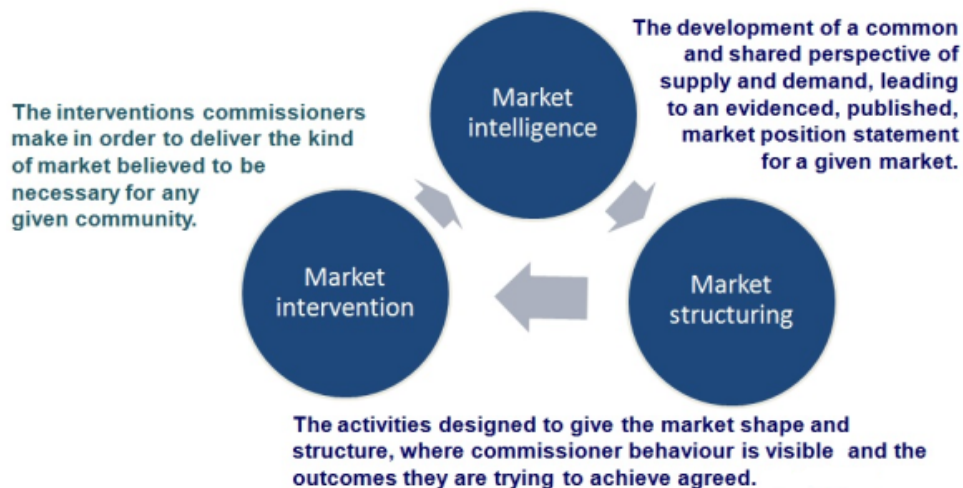 The development of a common
and shared perspective of
supply and demand, leading
to an evidenced, published,
market position statement
for a given market.
Market
intelligence
The interventions commissioners
make in order to deliver the kind
of market believed to be
necessary for any
given community.
Market
intervention
Market
structuring
The activities designed to give the market shape and
structure, where commissioner behaviour is visible and the
outcomes they are trying to achieve agreed.